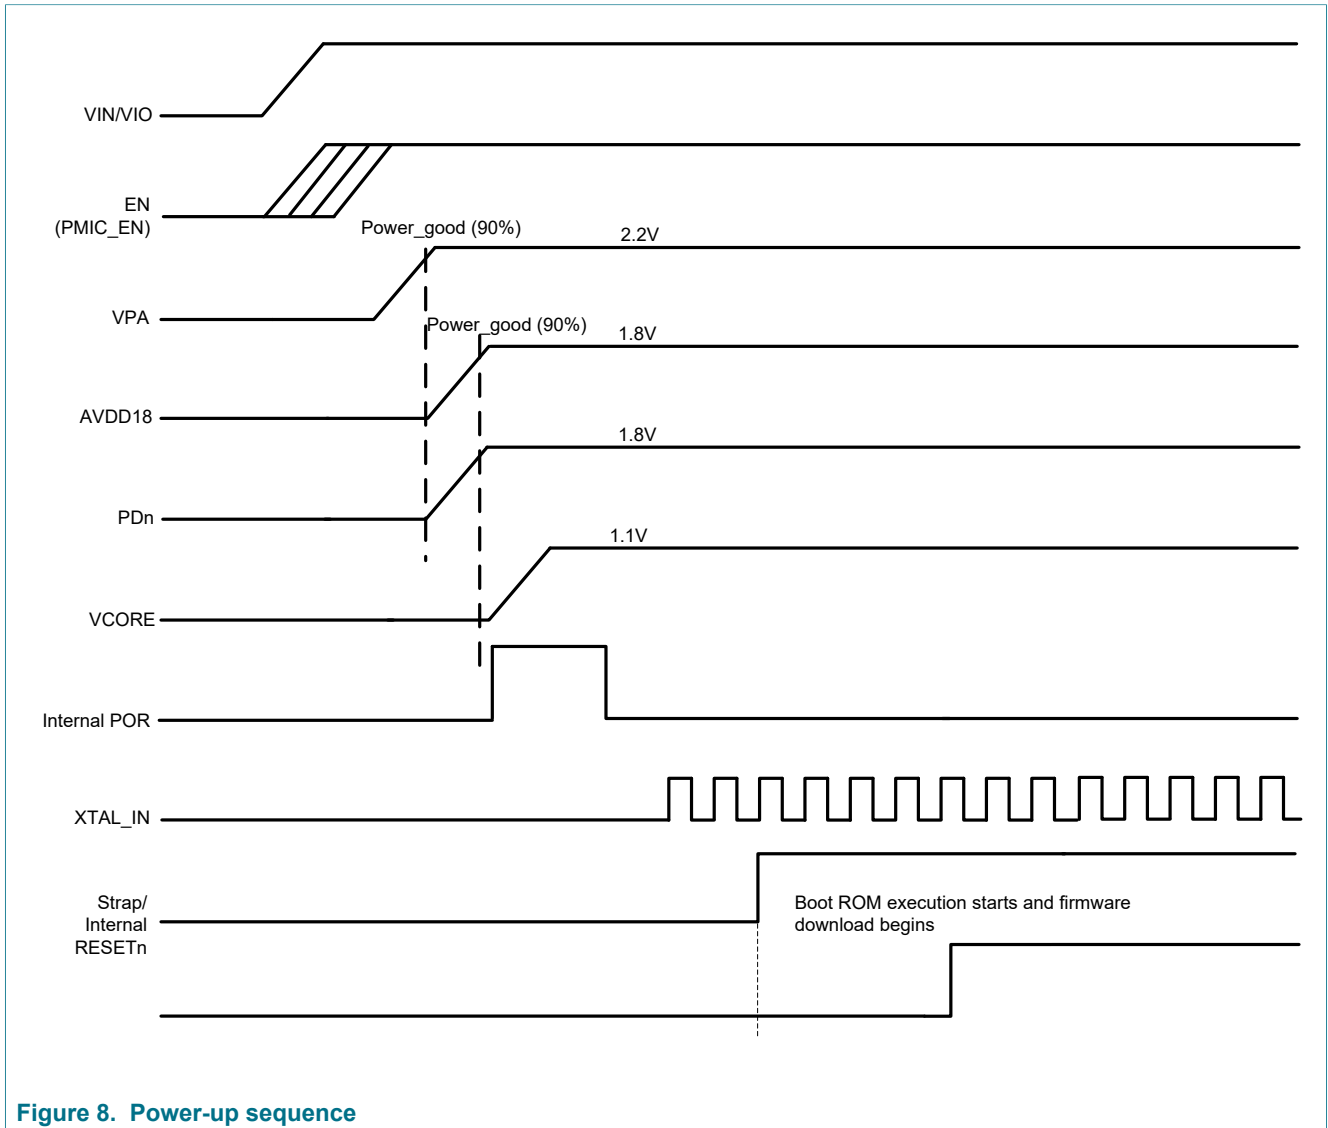 VIN/VIO
EN
(PMIC_EN)
Power_good (90%)
2.2V
VPA
Power_good (90%)
1.8V
AVDD18
1.8V
PDn
1.1V
VCORE
Internal POR
XTAL_IN
Strap/
Internal
RESETn
Boot ROM execution starts and firmware
download begins
Figure 8. Power-up sequence